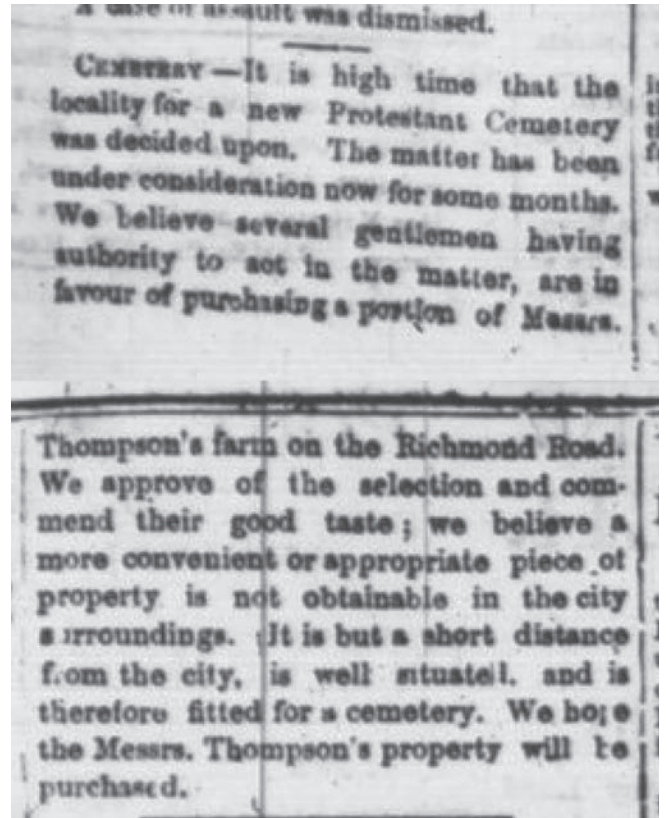 A case of assault was dismissed.
CEMETERY—It is high time that the
locality for a new Protestant Cemetery
was decided upon. The matter has been
under consideration now for some months.
We believe several gentlemen having
authority to act in the matter, are in
favour of purchasing a portion of Messrs.
Thompson's farm on the Richmond Road.
We approve of the selection and com-
mend their good taste; we believe a
more convenient or appropriate piece of
property is not obtainable in the city
surroundings. It is but a short distance
from the city, is well situated, and is
therefore fitted for a cemetery. We hope
the Messrs. Thompson's property will be
purchased.